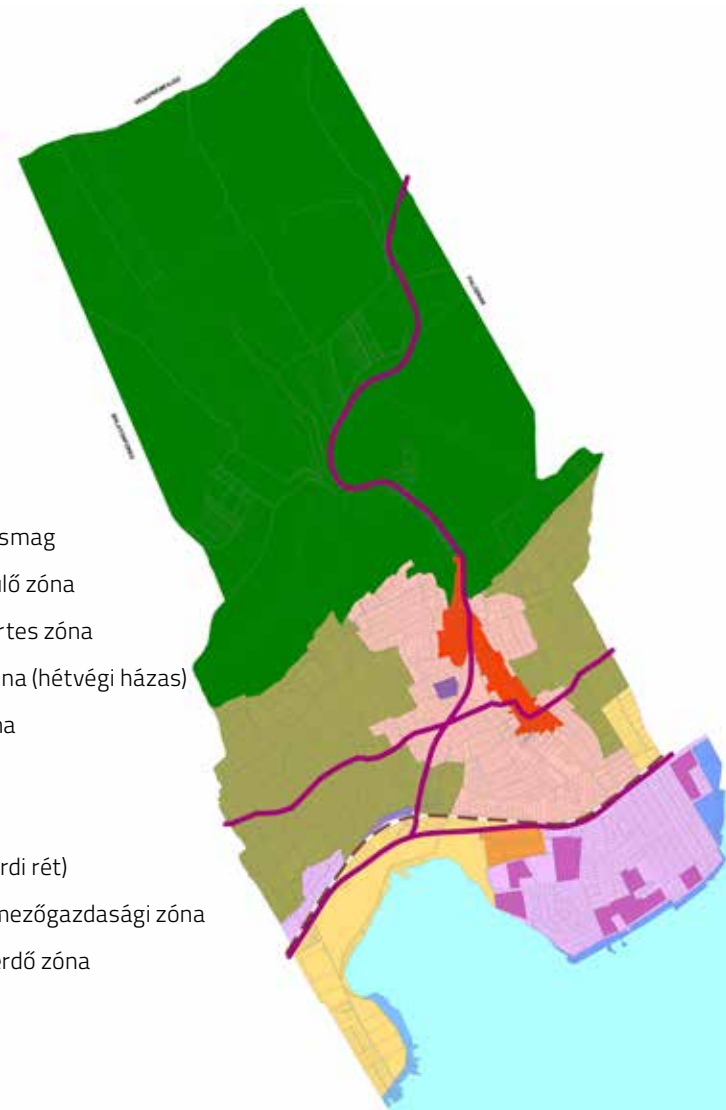 smag
lő zóna
rtes zóna
na (hétvégi házas)
na
rdi rét)
mezőgazdasági zóna
erdő zóna